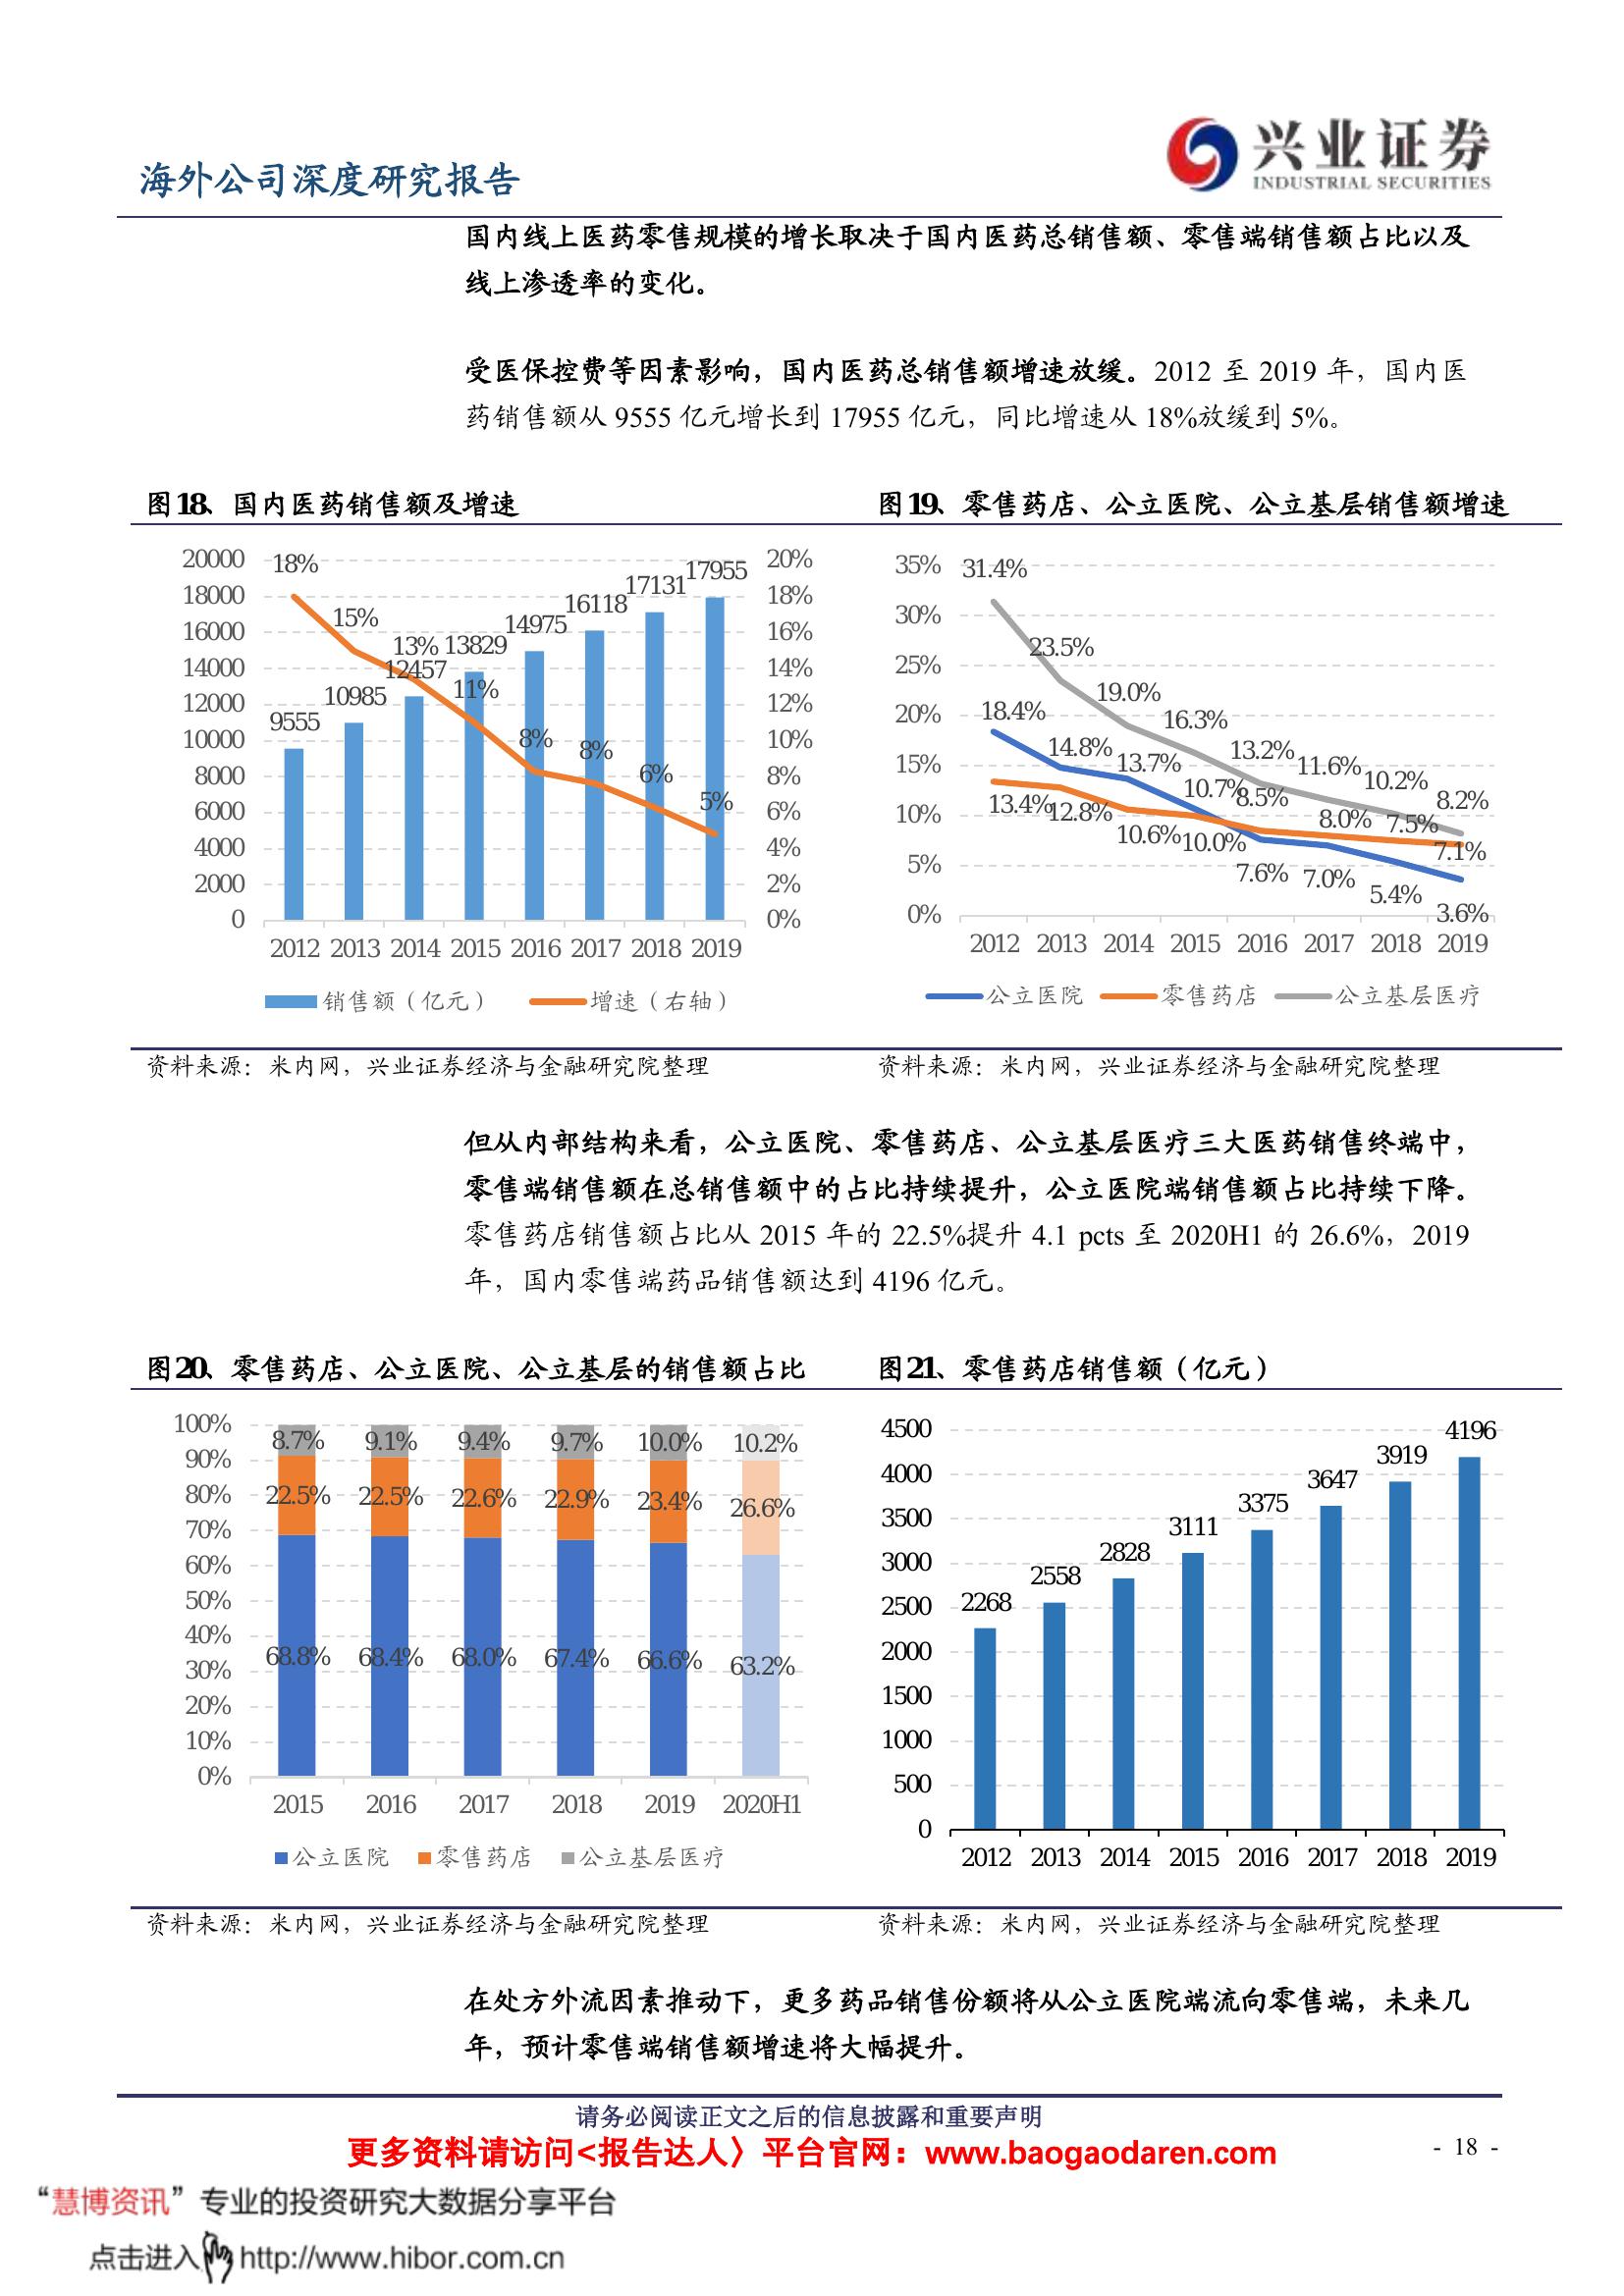 海外公司深度研究报告
兴业证券
INDUSTRIAL SECURITIES
国内线上医药零售规模的增长取决于国内医药总销售额、零售端销售额占比以及
线上渗透率的变化。
受医保控费等因素影响，国内医药总销售额增速放缓。2012 至 2019 年，国内医
药销售额从 9555 亿元增长到 17955 亿元，同比增速从 18%放缓到 5%。
图18、国内医药销售额及增速
20000
18000
16000
14000
12000
10000
8000
6000
4000
2000
0
20%
18%
16%
14%
12%
10%
8%
6%
4%
2%
0%
18%
15%
13%
11%
8%
8%
6%
5%
9555
10985
12457
13829
14975
16118
17131
17955
2012 2013 2014 2015 2016 2017 2018 2019
销售额（亿元） 增速（右轴）
资料来源：米内网，兴业证券经济与金融研究院整理
图19、零售药店、公立医院、公立基层销售额增速
35%
30%
25%
20%
15%
10%
5%
0%
31.4%
23.5%
19.0%
16.3%
13.2%
11.6%
10.2%
8.2%
18.4%
14.8%
13.7%
10.7%
7.6%
7.0%
5.4%
3.6%
13.4%
12.8%
10.6%
10.0%
8.5%
8.0%
7.5%
7.1%
2012 2013 2014 2015 2016 2017 2018 2019
公立医院 零售药店 公立基层医疗
资料来源：米内网，兴业证券经济与金融研究院整理
但从内部结构来看，公立医院、零售药店、公立基层医疗三大医药销售终端中，
零售端销售额在总销售额中的占比持续提升，公立医院端销售额占比持续下降。
零售药店销售额占比从 2015 年的 22.5%提升 4.1 pcts 至 2020H1 的 26.6%，2019
年，国内零售端药品销售额达到 4196 亿元。
图20、零售药店、公立医院、公立基层的销售额占比
100%
90%
80%
70%
60%
50%
40%
30%
20%
10%
0%
8.7% 9.1% 9.4% 9.7% 10.0% 10.2%
22.5% 22.5% 22.6% 22.9% 23.4% 26.6%
68.8% 68.4% 68.0% 67.4% 66.6% 63.2%
2015 2016 2017 2018 2019 2020H1
公立医院 零售药店 公立基层医疗
资料来源：米内网，兴业证券经济与金融研究院整理
图21、零售药店销售额（亿元）
4500
4000
3500
3000
2500
2000
1500
1000
500
0
2268
2558
2828
3111
3375
3647
3919
4196
2012 2013 2014 2015 2016 2017 2018 2019
资料来源：米内网，兴业证券经济与金融研究院整理
在处方外流因素推动下，更多药品销售份额将从公立医院端流向零售端，未来几
年，预计零售端销售额增速将大幅提升。
请务必阅读正文之后的信息披露和重要声明
更多资料请访问<报告达人〉平台官网：www.baogaodaren.com
- 18 -
“慧博资讯”专业的投资研究大数据分享平台
点击进入 http://www.hibor.com.cn